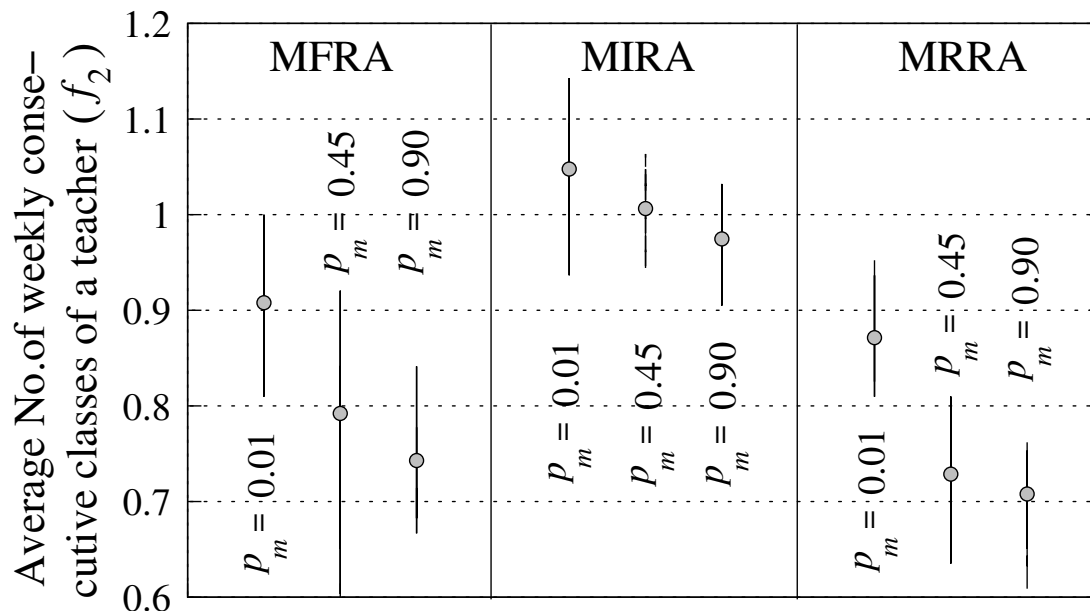 Average No.of weekly conse–
cutive classes of a teacher (f₂)
1.2
1.1
1
0.9
0.8
0.7
0.6
MFRA
MIRA
MRRA
pₘ = 0.01
pₘ = 0.45
pₘ = 0.90
pₘ = 0.01
pₘ = 0.45
pₘ = 0.90
pₘ = 0.01
pₘ = 0.45
pₘ = 0.90